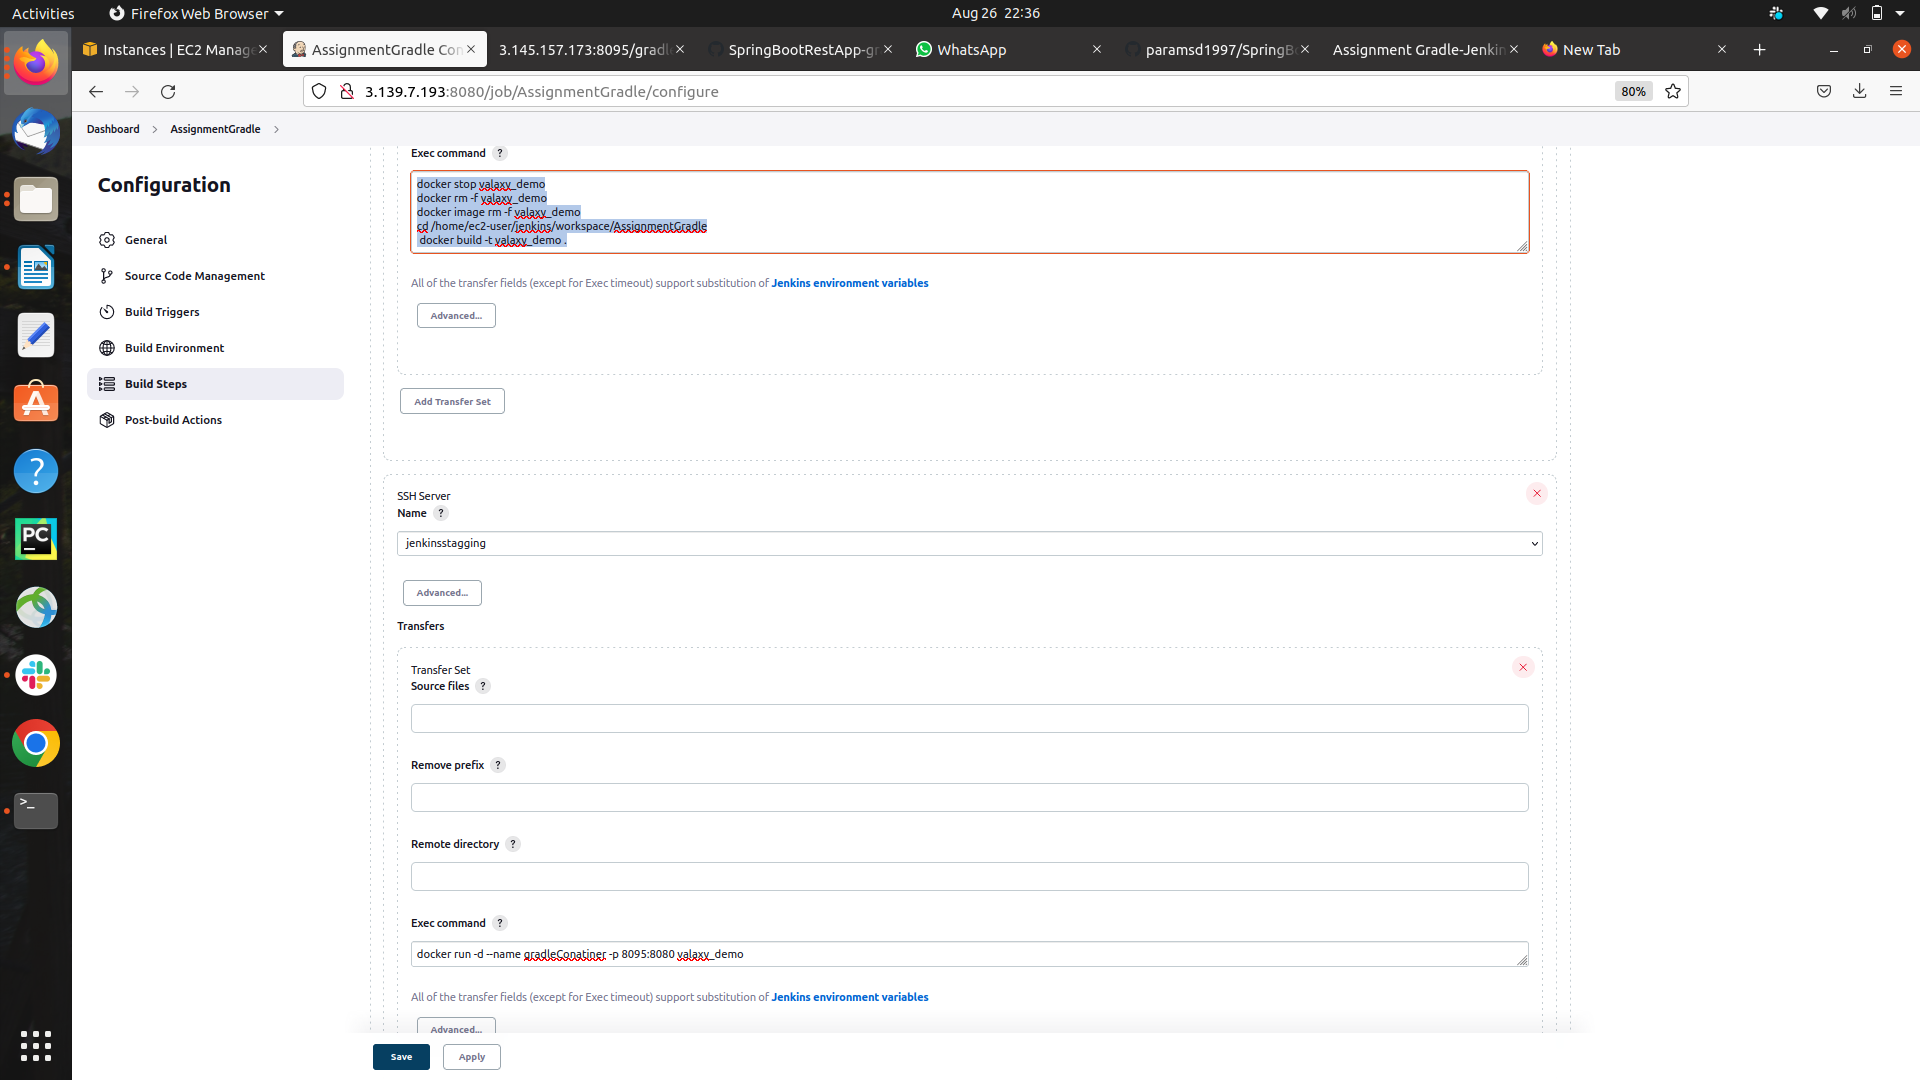 Activities
Firefox Web Browser
Aug 26 22:36
Instances | EC2 Manage
AssignmentGradle Con
3.145.157.173:8095/gradl
SpringBootRestApp-gr
WhatsApp
paramsd1997/SpringB
Assignment Gradle-Jenkin
New Tab
3.139.7.193:8080/job/AssignmentGradle/configure
80%
Dashboard
AssignmentGradle
Configuration
General
Source Code Management
Build Triggers
Build Environment
Build Steps
Post-build Actions
Exec command ?
docker stop valaxy_demo
docker rm -f valaxy_demo
docker image rm -f valaxy_demo
cd /home/ec2-user/jenkins/workspace/AssignmentGradle
docker build -t valaxy_demo .
All of the transfer fields (except for Exec timeout) support substitution of Jenkins environment variables
Advanced...
Add Transfer Set
SSH Server
Name ?
jenkinsstagging
Advanced...
Transfers
Transfer Set
Source files ?
Remove prefix ?
Remote directory ?
Exec command ?
docker run -d --name gradleConatiner -p 8095:8080 valaxy_demo
All of the transfer fields (except for Exec timeout) support substitution of Jenkins environment variables
Advanced...
Save
Apply
PC